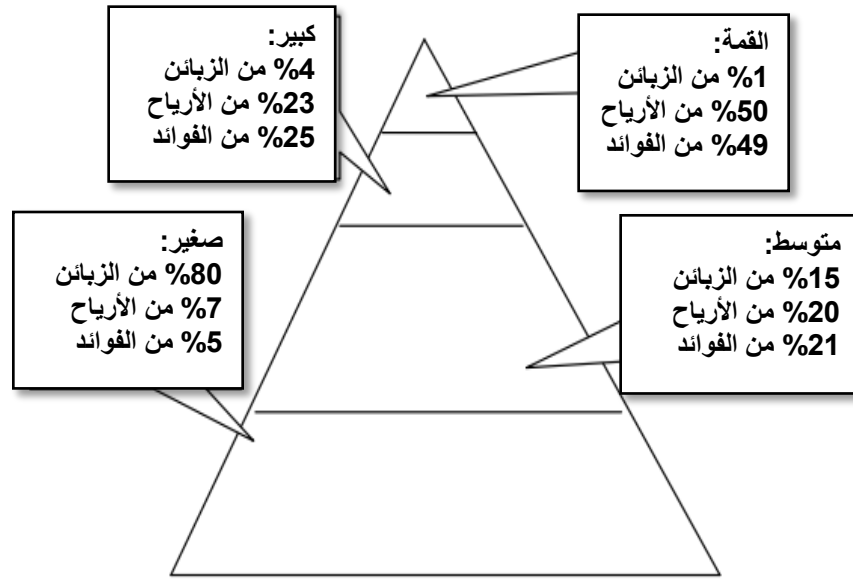 القمة:
%1 من الزبائن
%50 من الأرباح
%49 من الفوائد
كبير:
%4 من الزبائن
%23 من الأرباح
%25 من الفوائد
متوسط:
%15 من الزبائن
%20 من الأرباح
%21 من الفوائد
صغير:
%80 من الزبائن
%7 من الأرباح
%5 من الفوائد